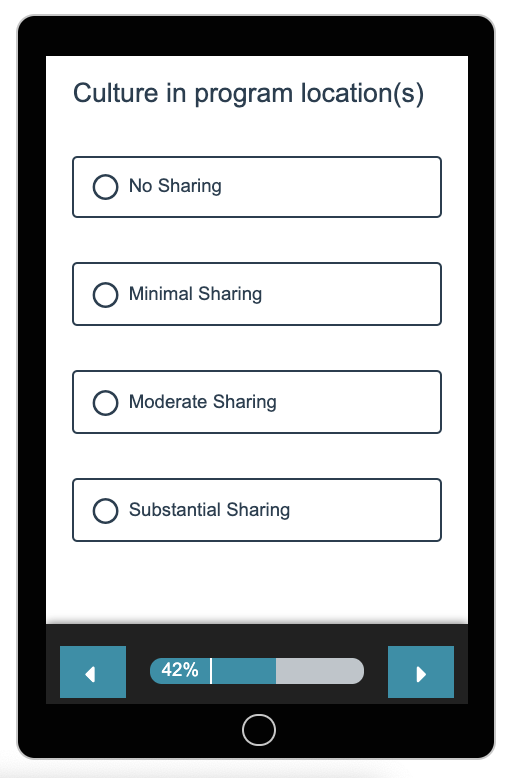 Culture in program location(s)
No Sharing
Minimal Sharing
Moderate Sharing
Substantial Sharing
42%